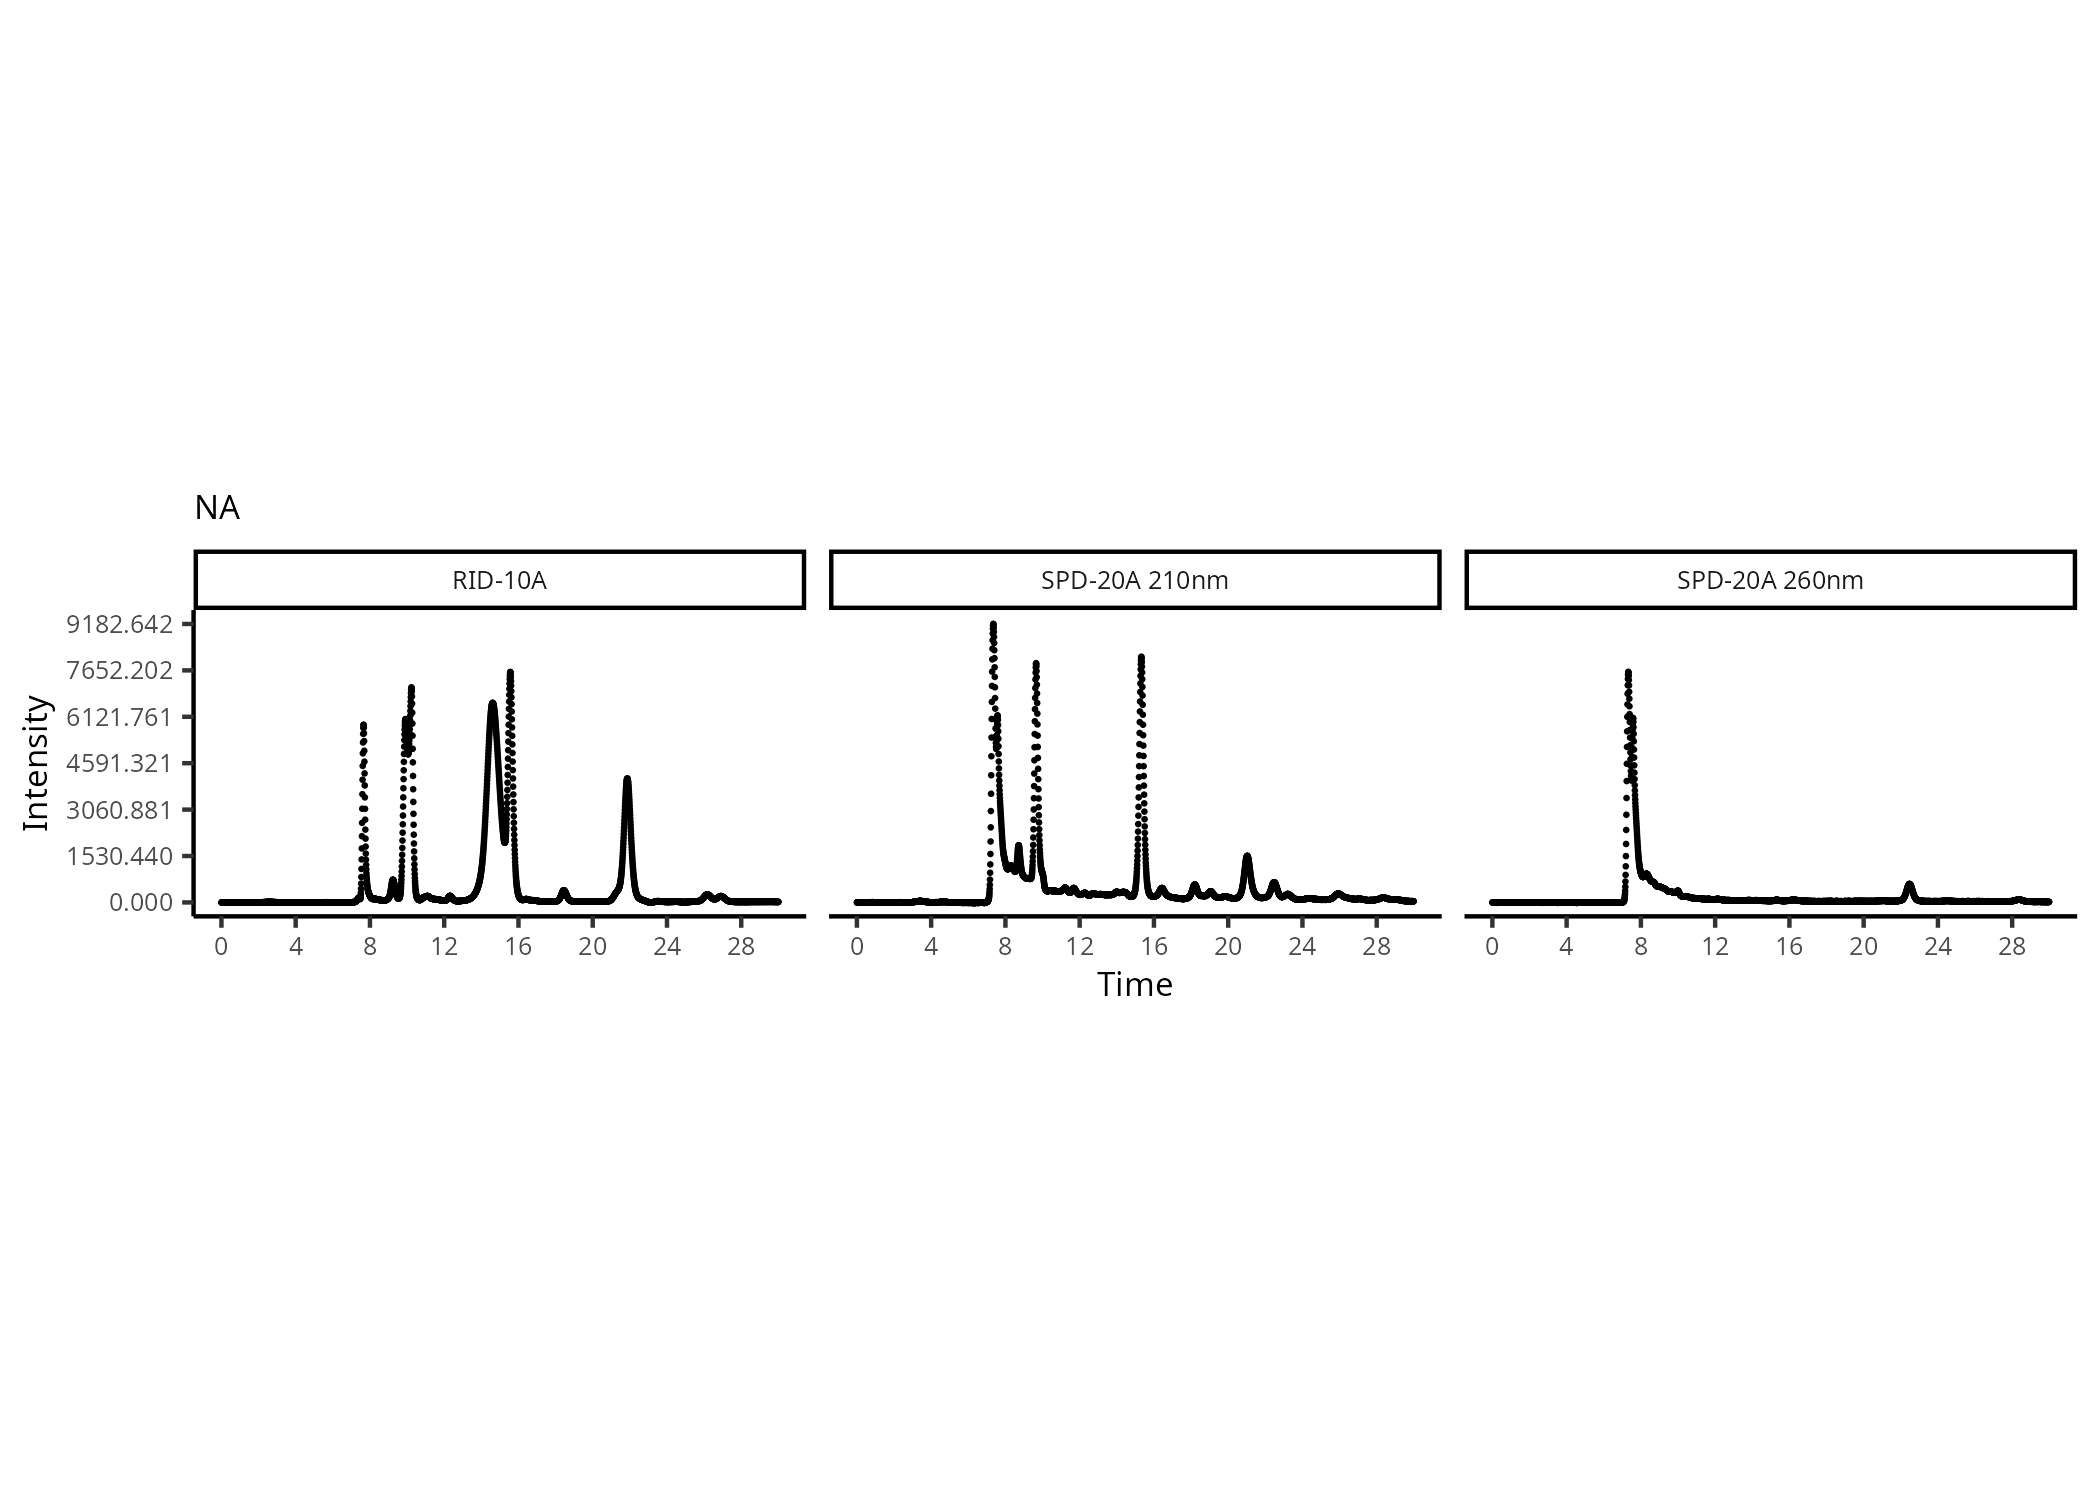 NA
RID-10A SPD-20A 210nm SPD-20A 260nm
9182.642
7652.202
6121.761
4591.321
3060.881
1530.440
0.000
Intensity
0 4 8 12 16 20 24 28 0 4 8 12 16 20 24 28 0 4 8 12 16 20 24 28
Time